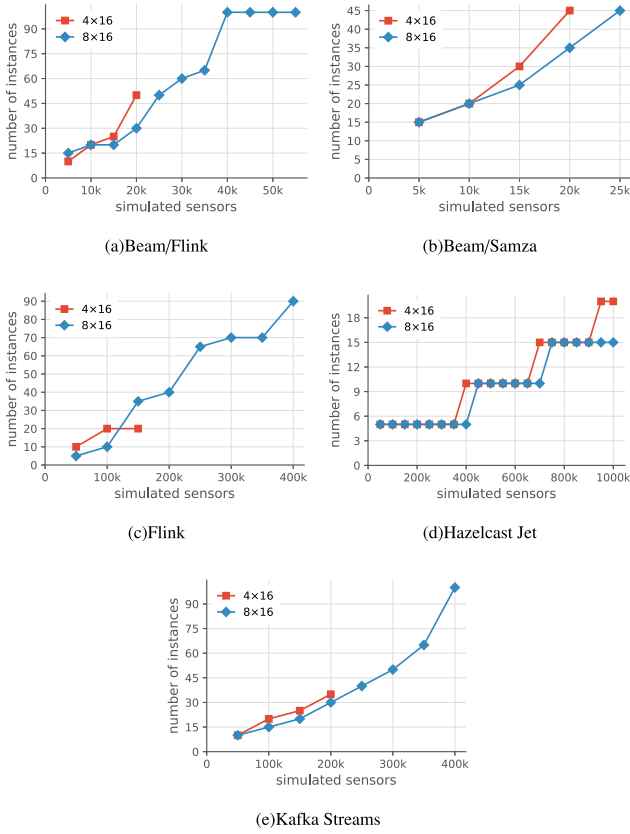 4×16
8×16
number of instances
0
15
30
45
60
75
90
0
10k
20k
30k
40k
50k
simulated sensors
(a)Beam/Flink
4×16
8×16
number of instances
0
5
10
15
20
25
30
35
40
45
0
5k
10k
15k
20k
25k
simulated sensors
(b)Beam/Samza
4×16
8×16
number of instances
0
10
20
30
40
50
60
70
80
90
0
100k
200k
300k
400k
simulated sensors
(c)Flink
4×16
8×16
number of instances
0
3
6
9
12
15
18
0
200k
400k
600k
800k
1000k
simulated sensors
(d)Hazelcast Jet
4×16
8×16
number of instances
0
15
30
45
60
75
90
0
100k
200k
300k
400k
simulated sensors
(e)Kafka Streams